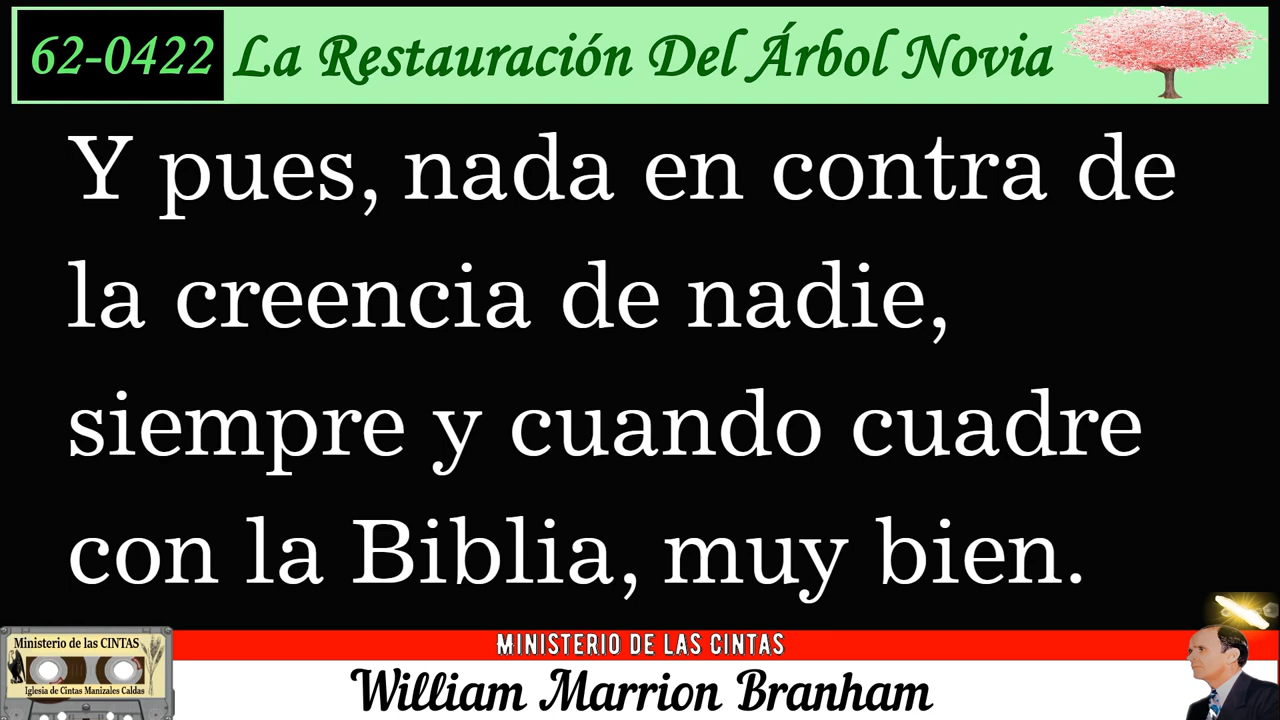 62-0422 La Restauración Del Árbol Novia
Y pues, nada en contra de
la creencia de nadie,
siempre y cuando cuadre
con la Biblia, muy bien.
MINISTERIO DE LAS CINTAS
Ministerio de las CINTAS
Iglesia de Cintas Manizales Caldas
William Marrion Branham